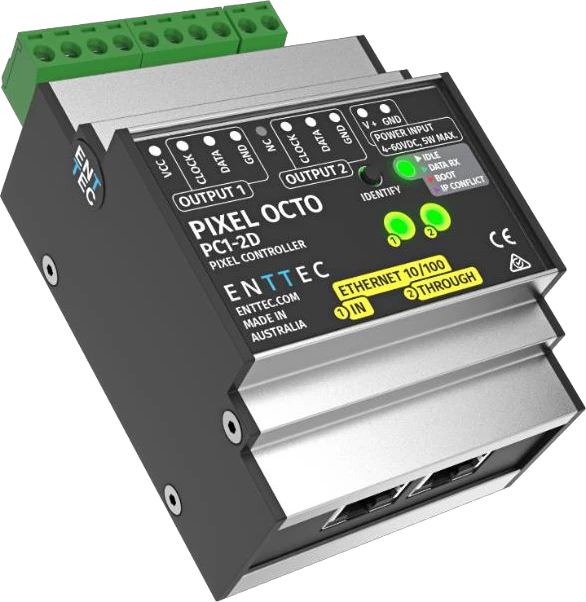 ENT
TEC
VCC
CLOCK
DATA
GND
OUTPUT 1
NC
CLOCK
DATA
GND
OUTPUT 2
V +
GND
POWER INPUT
4-60VDC, 5W MAX.
IDENTIFY
IDLE
DATA RX
BOOT
IP CONFLICT
PIXEL OCTO
PC1-2D
PIXEL CONTROLLER
1
2
CE
ENTTEC
ENTTEC.COM
MADE IN
AUSTRALIA
ETHERNET 10/100
1 IN
2 THROUGH